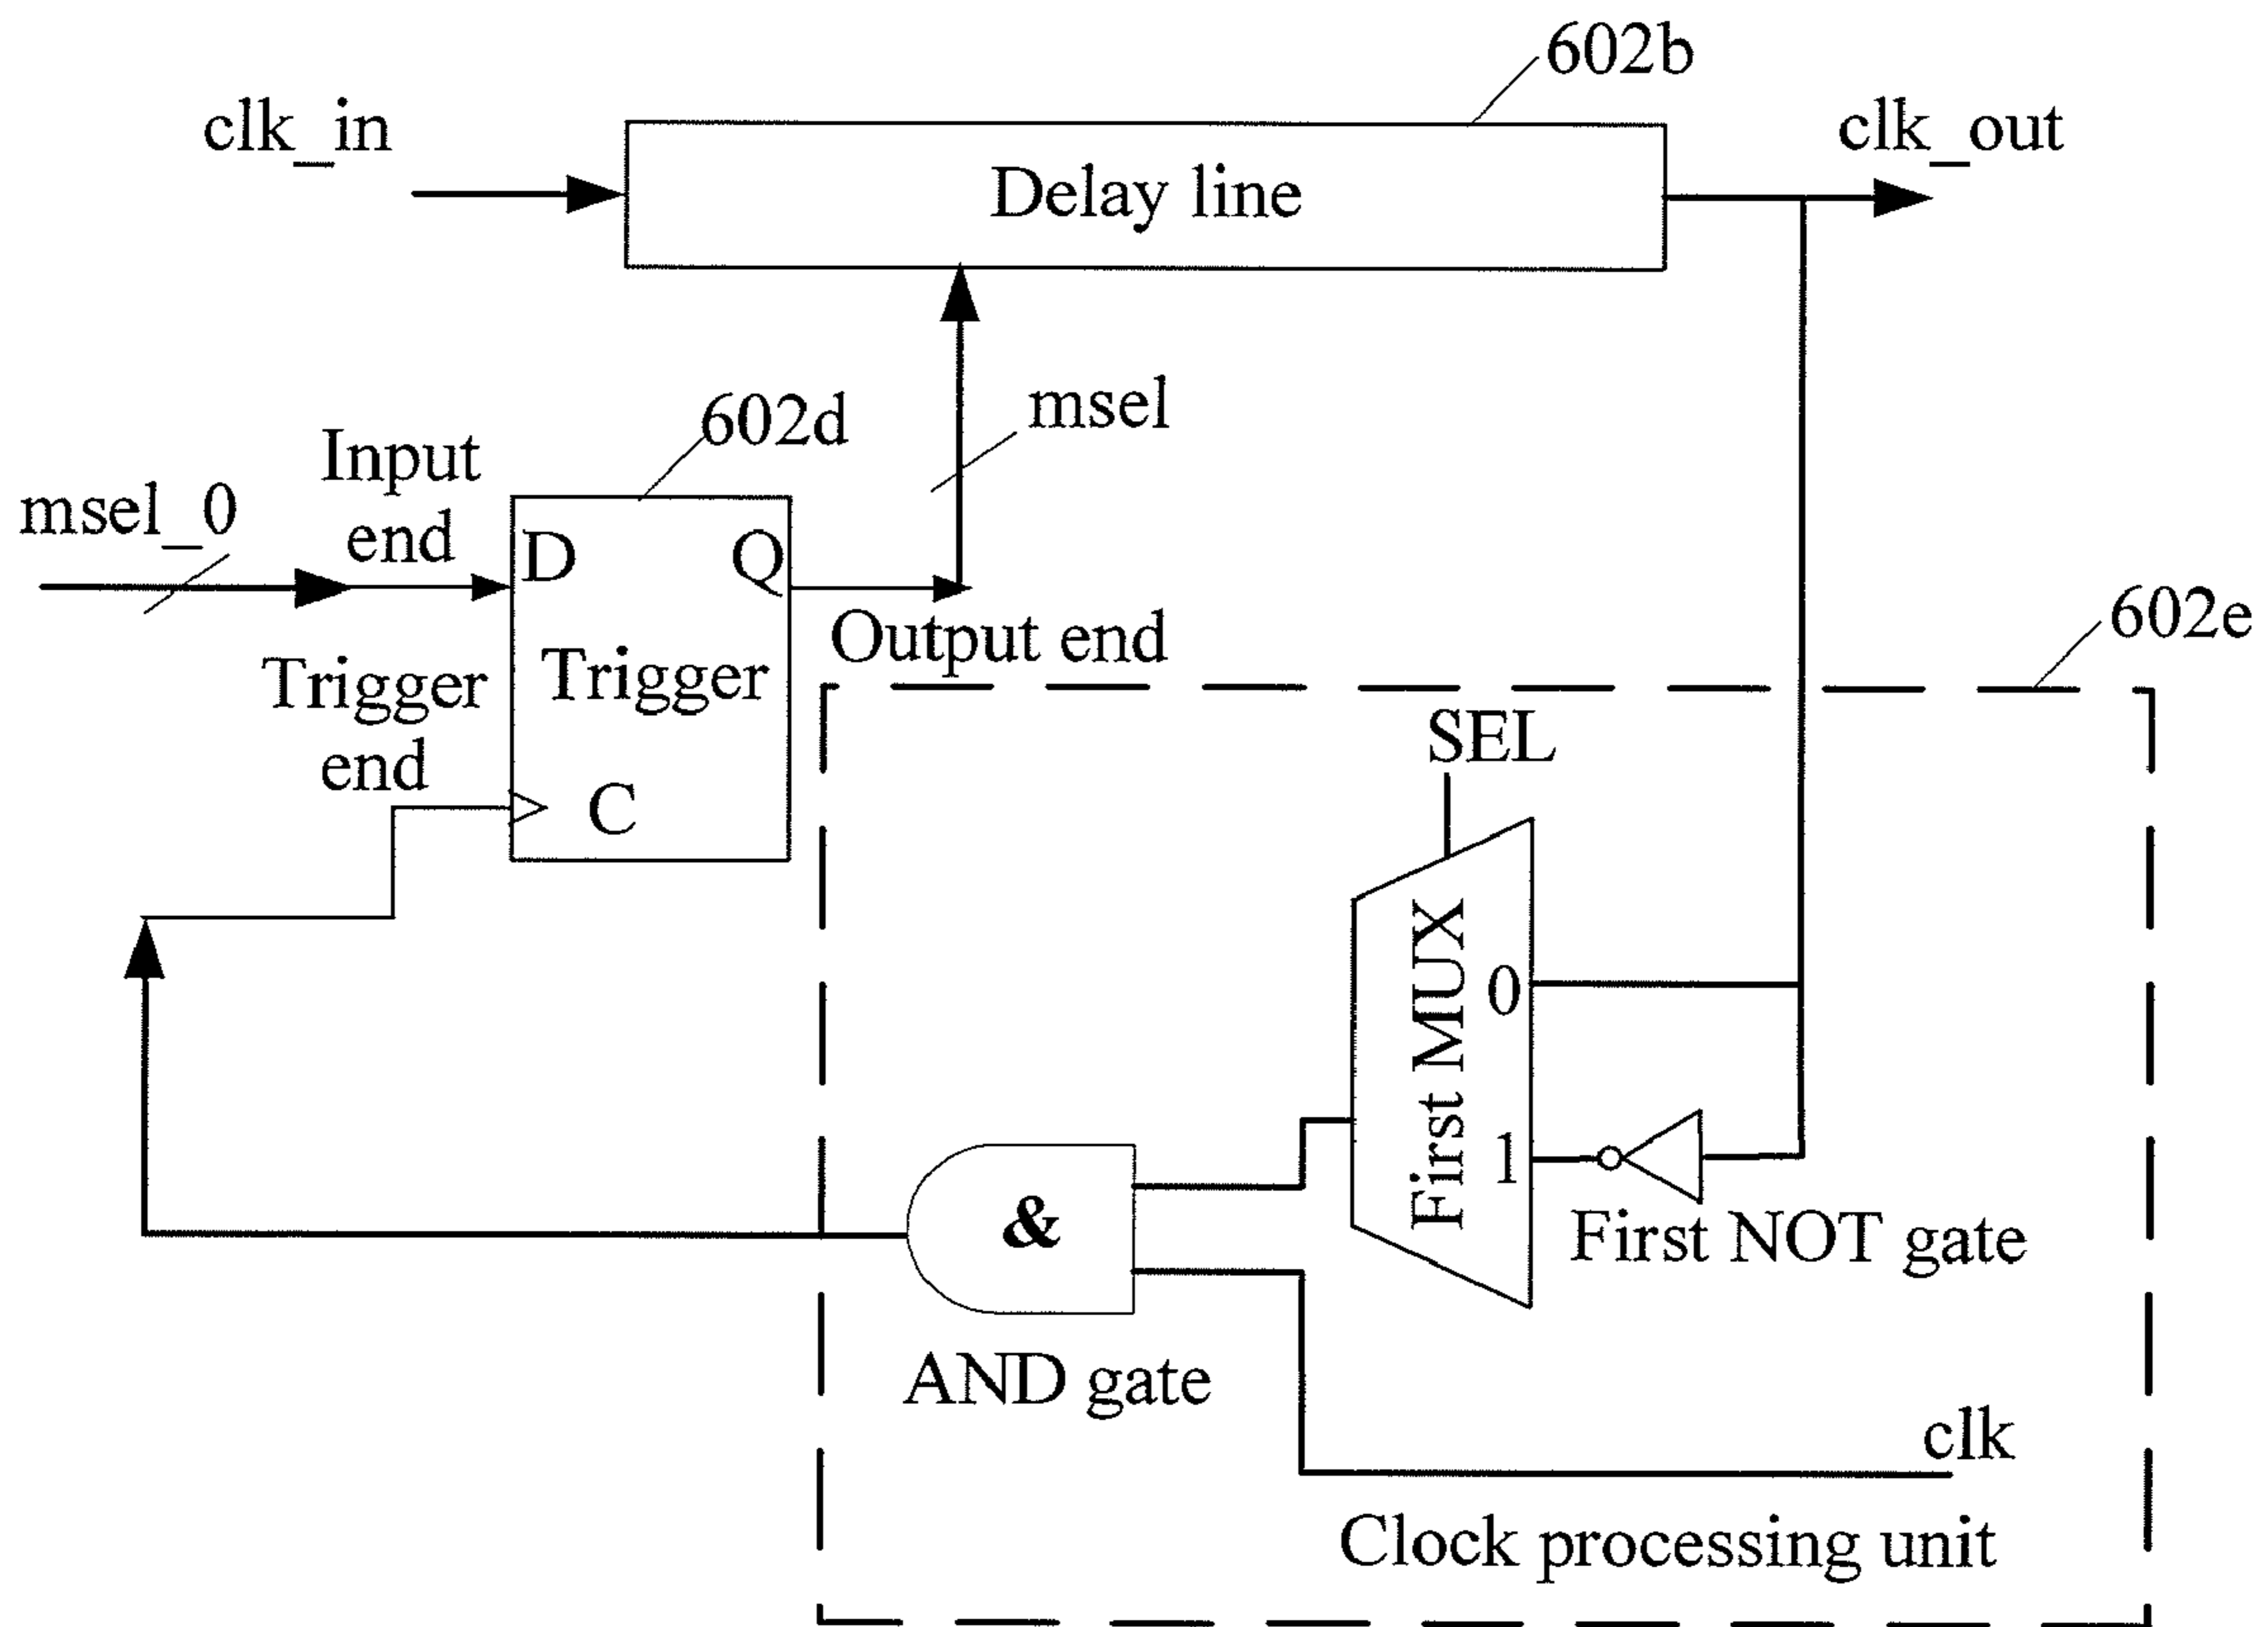 602b
clk_in
clk_out
Delay line
602d
msel
Input
end
msel_0
D
Q
602e
Output end
Trigger
Trigger
end
SEL
C
First MUX
0
1
First NOT gate
&
AND gate
clk
Clock processing unit